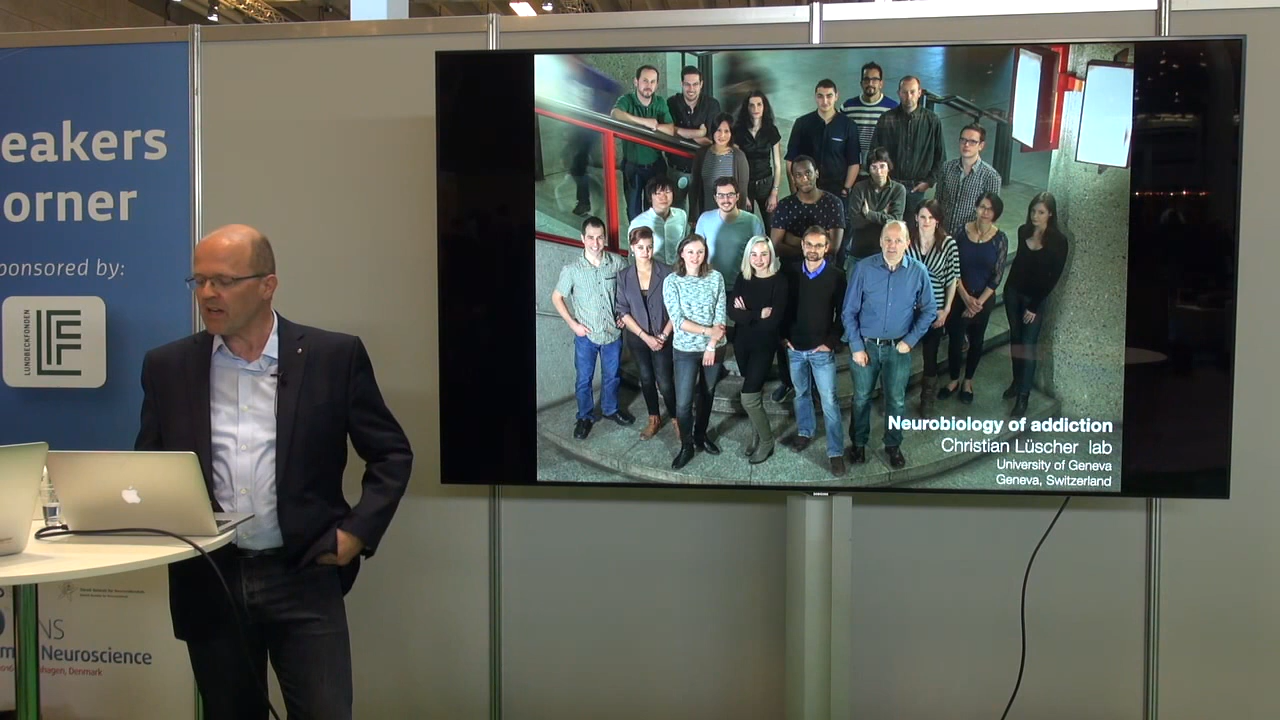 eakers
orner
ponsored by:
LUNDBECKFONDEN
Neurobiology of addiction
Christian Lüscher lab
University of Geneva
Geneva, Switzerland
SAMSUNG
NS
Neuroscience
hagen, Denmark